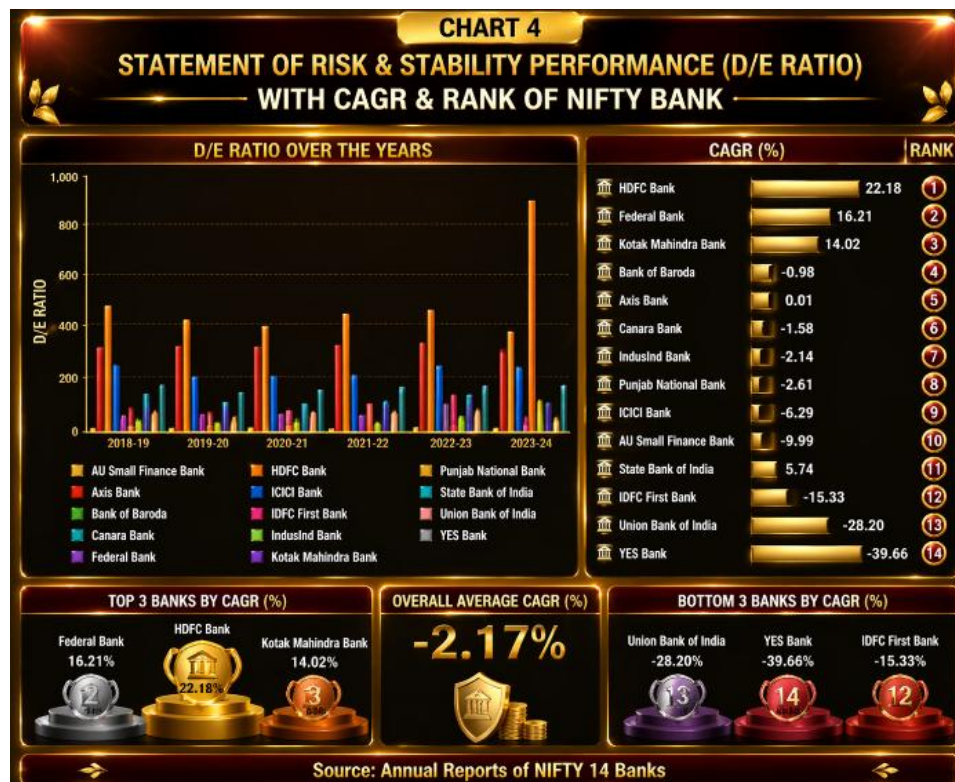 CHART 4
STATEMENT OF RISK & STABILITY PERFORMANCE (D/E RATIO)
WITH CAGR & RANK OF NIFTY BANK
D/E RATIO OVER THE YEARS
1,000
800
600
400
200
0
D/E RATIO
2018-19 2019-20 2020-21 2021-22 2022-23 2023-24
AU Small Finance Bank HDFC Bank Punjab National Bank
Axis Bank ICICI Bank State Bank of India
Bank of Baroda IDFC First Bank Union Bank of India
Canara Bank IndusInd Bank YES Bank
Federal Bank Kotak Mahindra Bank
CAGR (%) RANK
HDFC Bank 22.18 1
Federal Bank 16.21 2
Kotak Mahindra Bank 14.02 3
Bank of Baroda -0.98 4
Axis Bank 0.01 5
Canara Bank -1.58 6
IndusInd Bank -2.14 7
Punjab National Bank -2.61 8
ICICI Bank -6.29 9
AU Small Finance Bank -9.99 10
State Bank of India 5.74 11
IDFC First Bank -15.33 12
Union Bank of India -28.20 13
YES Bank -39.66 14
TOP 3 BANKS BY CAGR (%)
Federal Bank
16.21%
2
HDFC Bank
22.18%
Kotak Mahindra Bank
14.02%
3
OVERALL AVERAGE CAGR (%)
-2.17%
BOTTOM 3 BANKS BY CAGR (%)
Union Bank of India
-28.20%
13
YES Bank
-39.66%
14
IDFC First Bank
-15.33%
12
Source: Annual Reports of NIFTY 14 Banks